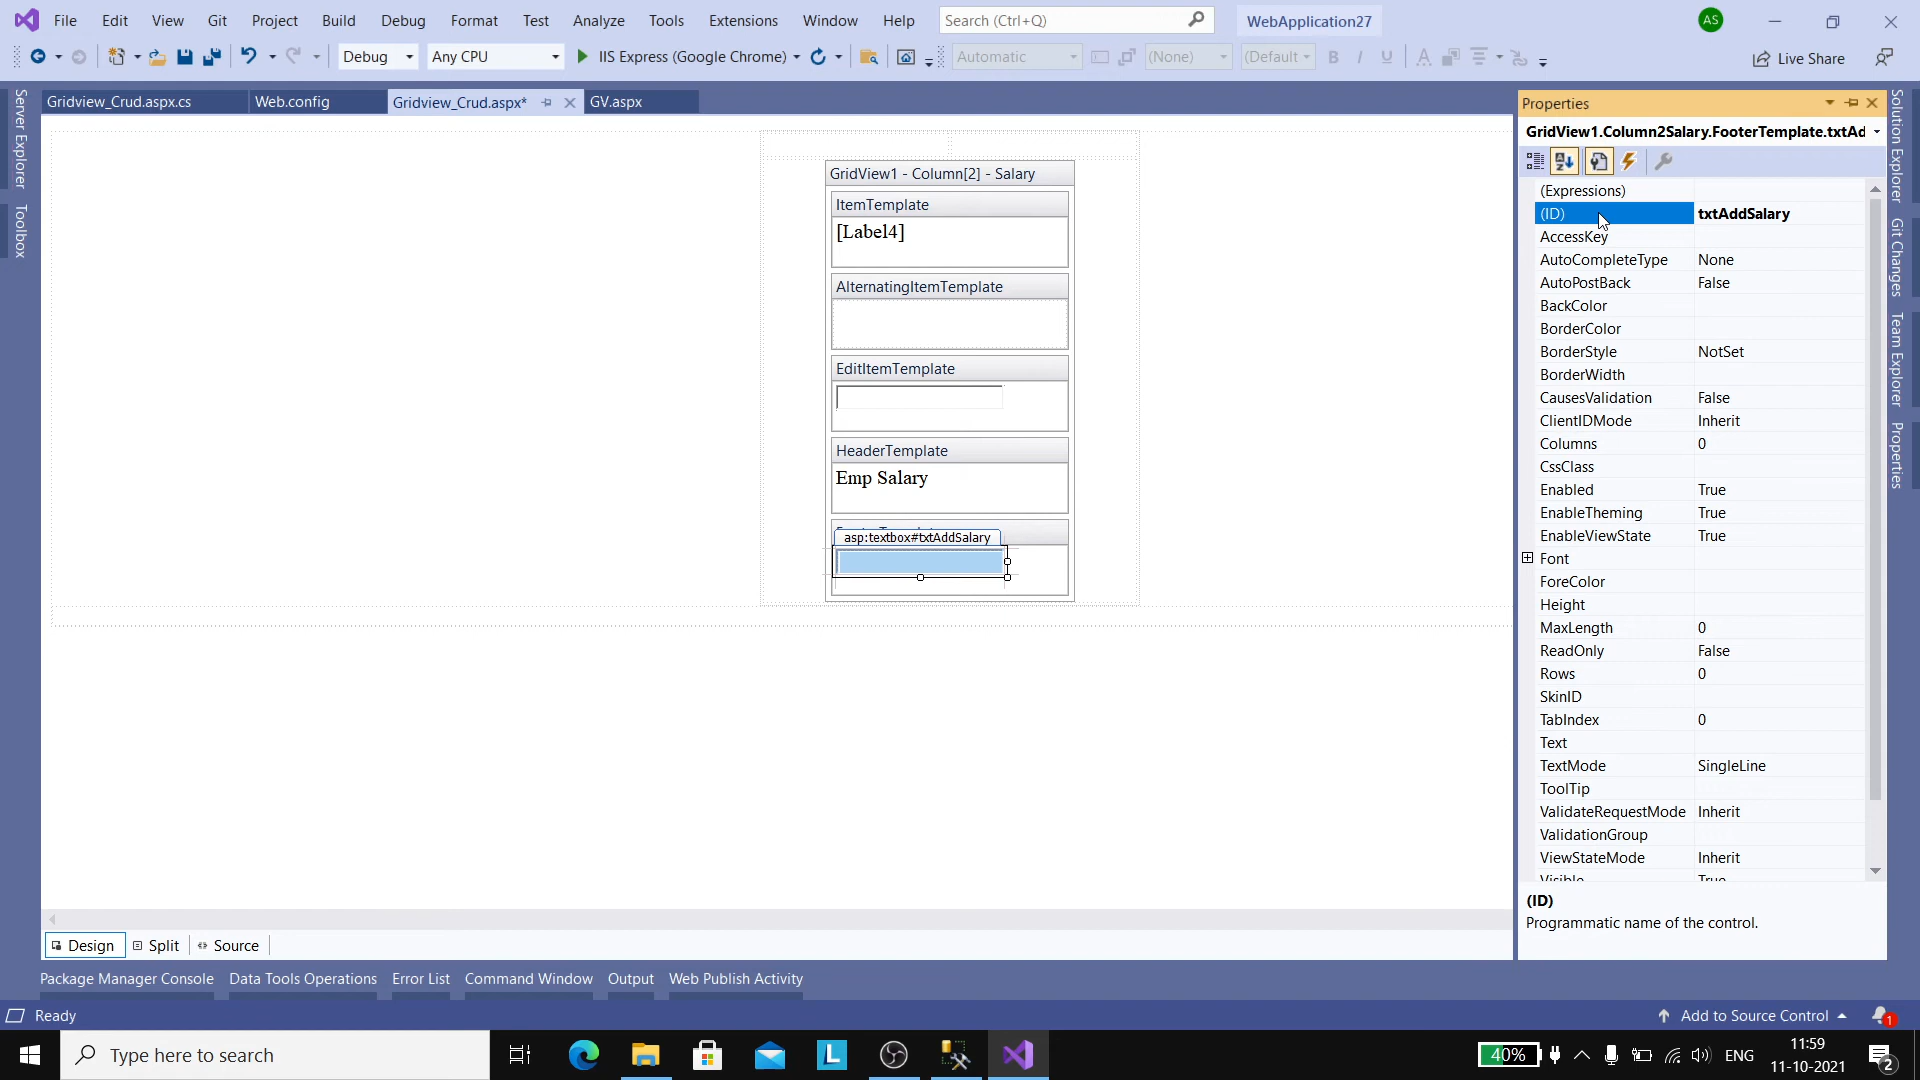 File Edit View Git Project Build Debug Format Test Analyze Tools Extensions Window Help Search (Ctrl+Q) WebApplication27 AS
Debug Any CPU IIS Express (Google Chrome) Automatic (None) (Default Live Share
Server Explorer
Toolbox
Gridview_Crud.aspx.cs Web.config Gridview_Crud.aspx* GV.aspx
GridView1 - Column[2] - Salary
ItemTemplate
[Label4]
AlternatingItemTemplate
EditItemTemplate
HeaderTemplate
Emp Salary
asp:textbox#txtAddSalary
Properties
GridView1.Column2Salary.FooterTemplate.txtAd
(Expressions)
(ID) txtAddSalary
AccessKey
AutoCompleteType None
AutoPostBack False
BackColor
BorderColor
BorderStyle NotSet
BorderWidth
CausesValidation False
ClientIDMode Inherit
Columns 0
CssClass
Enabled True
EnableTheming True
EnableViewState True
Font
ForeColor
Height
MaxLength 0
ReadOnly False
Rows 0
SkinID
TabIndex 0
Text
TextMode SingleLine
ToolTip
ValidateRequestMode Inherit
ValidationGroup
ViewStateMode Inherit
Visible True
(ID)
Programmatic name of the control.
Solution Explorer
Git Changes
Team Explorer
Properties
Design Split Source
Package Manager Console Data Tools Operations Error List Command Window Output Web Publish Activity
Ready Add to Source Control 1
Type here to search 40% ENG 11:59
11-10-2021 2